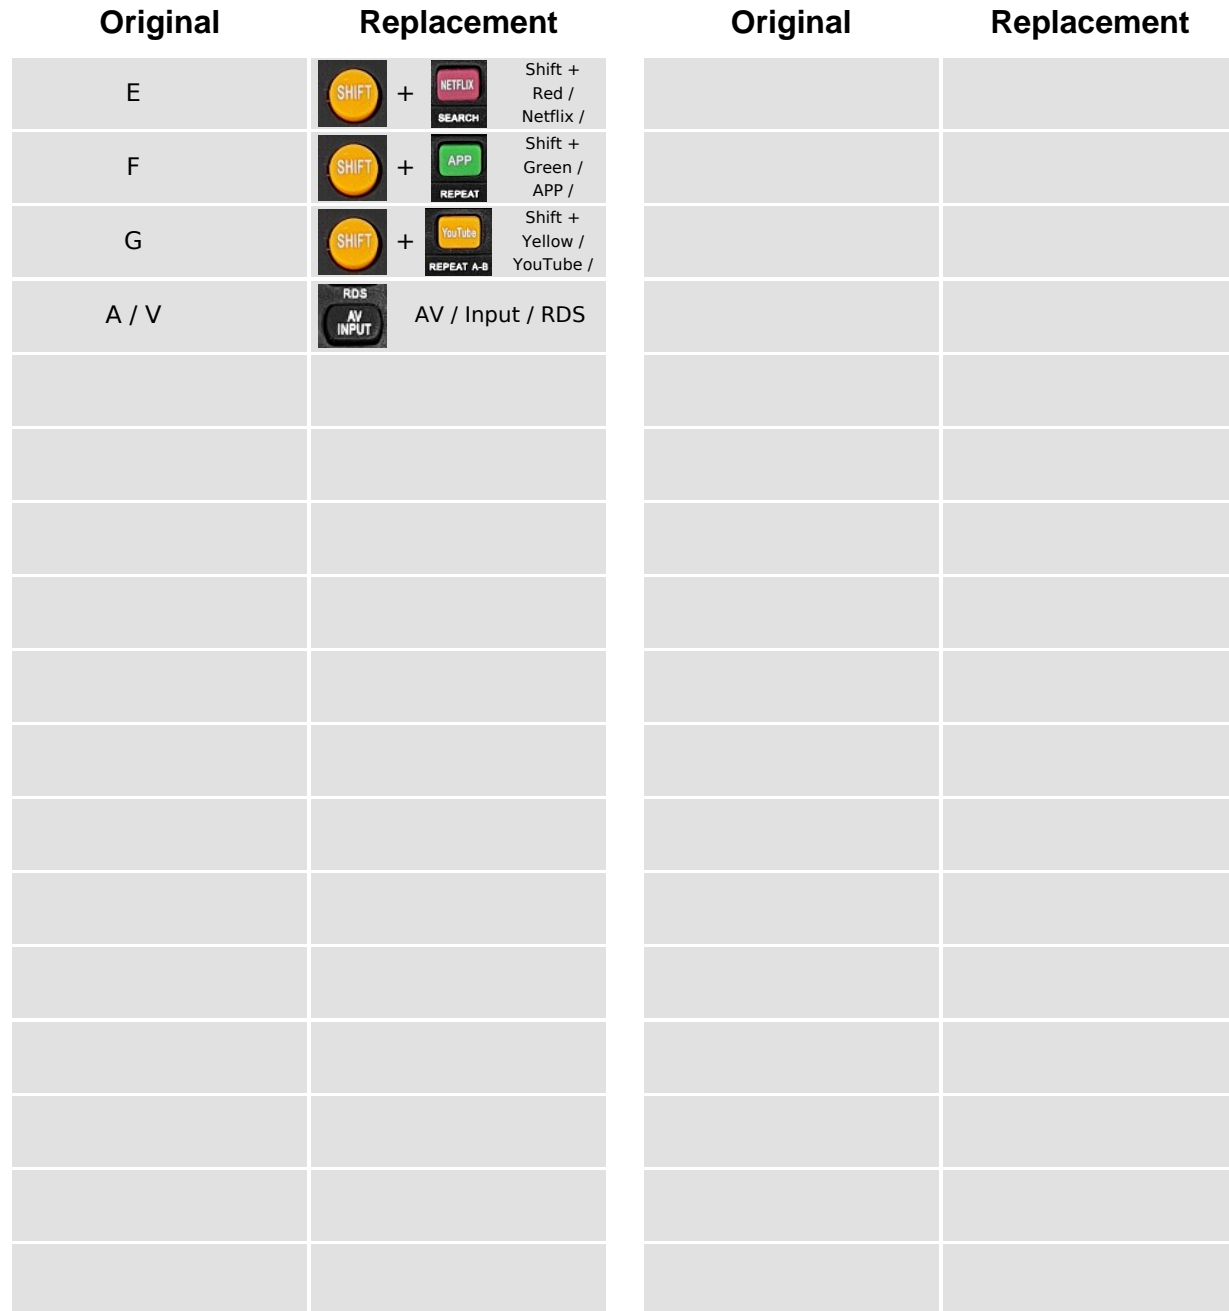 Original Replacement Original Replacement
E SHIFT + NETFLIX SEARCH Shift +
Red /
Netflix /
F SHIFT + APP REPEAT Shift +
Green /
APP /
G SHIFT + YouTube REPEAT A-B Shift +
Yellow /
YouTube /
A / V RDS AV INPUT AV / Input / RDS